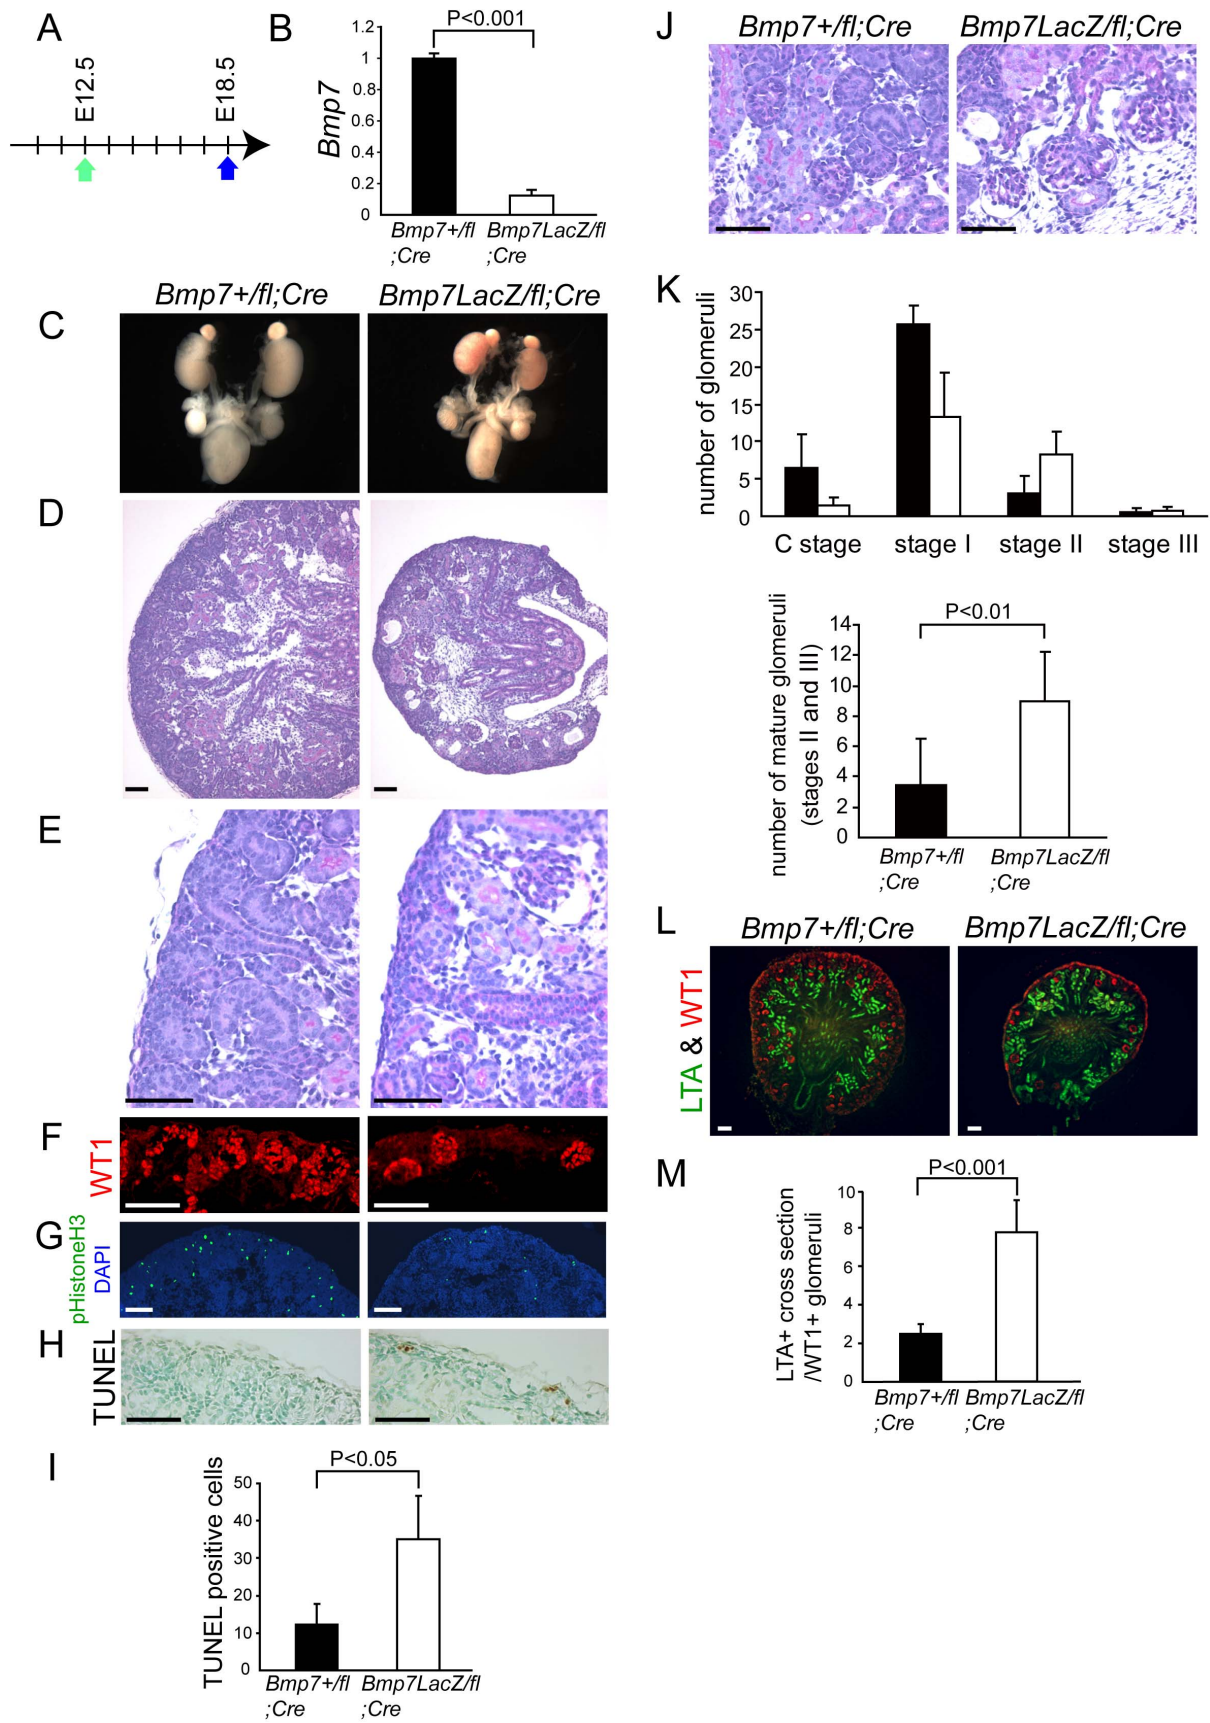 A
E12.5
E18.5
B
P<0.001
Bmp7
1.2
1
0.8
0.6
0.4
0.2
0
Bmp7+/fl
;Cre
Bmp7LacZ/fl
;Cre
Bmp7+/fl;Cre
Bmp7LacZ/fl;Cre
C
D
E
F
WT1
G
pHistoneH3
DAPI
H
TUNEL
I
P<0.05
TUNEL positive cells
50
40
30
20
10
0
Bmp7+/fl
;Cre
Bmp7LacZ/fl
;Cre
J
Bmp7+/fl;Cre
Bmp7LacZ/fl;Cre
K
number of glomeruli
30
25
20
15
10
5
0
C stage
stage I
stage II
stage III
P<0.01
number of mature glomeruli
(stages II and III)
14
12
10
8
6
4
2
0
Bmp7+/fl
;Cre
Bmp7LacZ/fl
;Cre
L
Bmp7+/fl;Cre
Bmp7LacZ/fl;Cre
LTA & WT1
M
P<0.001
LTA+ cross section
/WT1+ glomeruli
10
8
6
4
2
0
Bmp7+/fl
;Cre
Bmp7LacZ/fl
;Cre